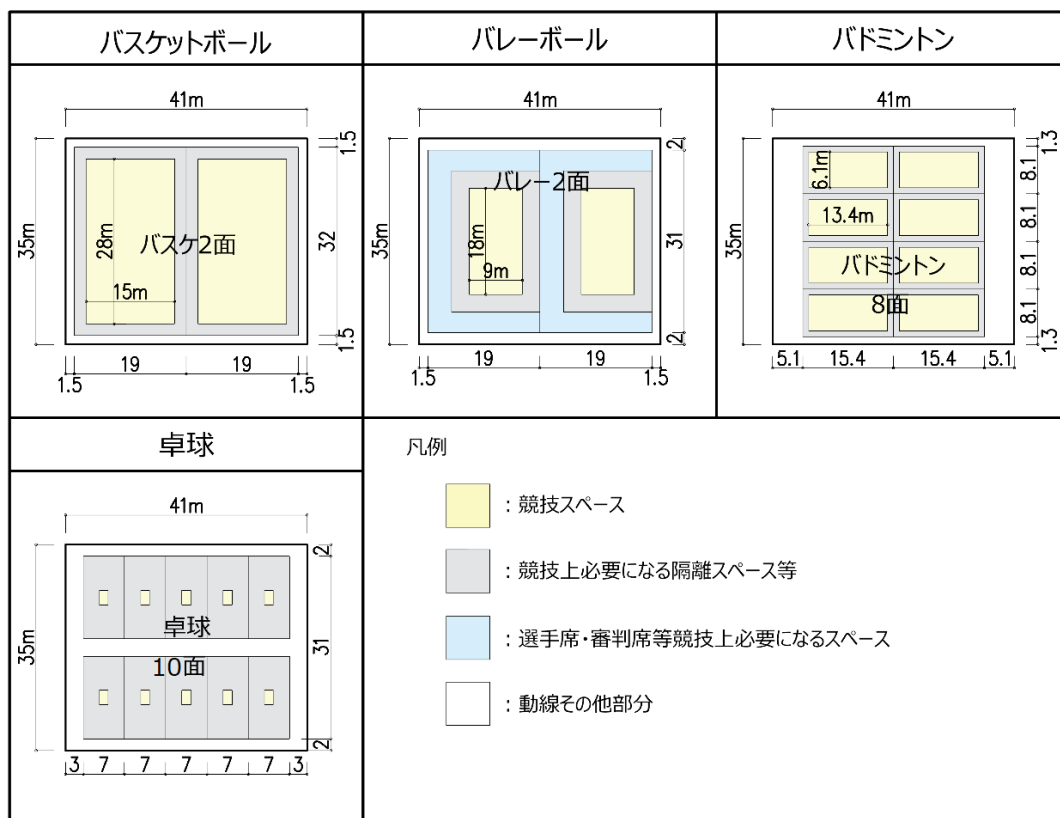 バスケットボール
41m
35m
1.5
32
1.5
28m
バスケ2面
15m
1.5
19
19
1.5
バレーボール
41m
35m
2
31
2
バレー2面
18m
9m
1.5
19
19
1.5
バドミントン
41m
35m
1.3
8.1
8.1
8.1
8.1
1.3
6.1m
13.4m
バドミントン
8面
5.1
15.4
15.4
5.1
卓球
41m
35m
2
31
2
卓球
10面
3
7
7
7
7
7
3
凡例
：競技スペース
：競技上必要になる隔離スペース等
：選手席・審判席等競技上必要になるスペース
：動線その他部分